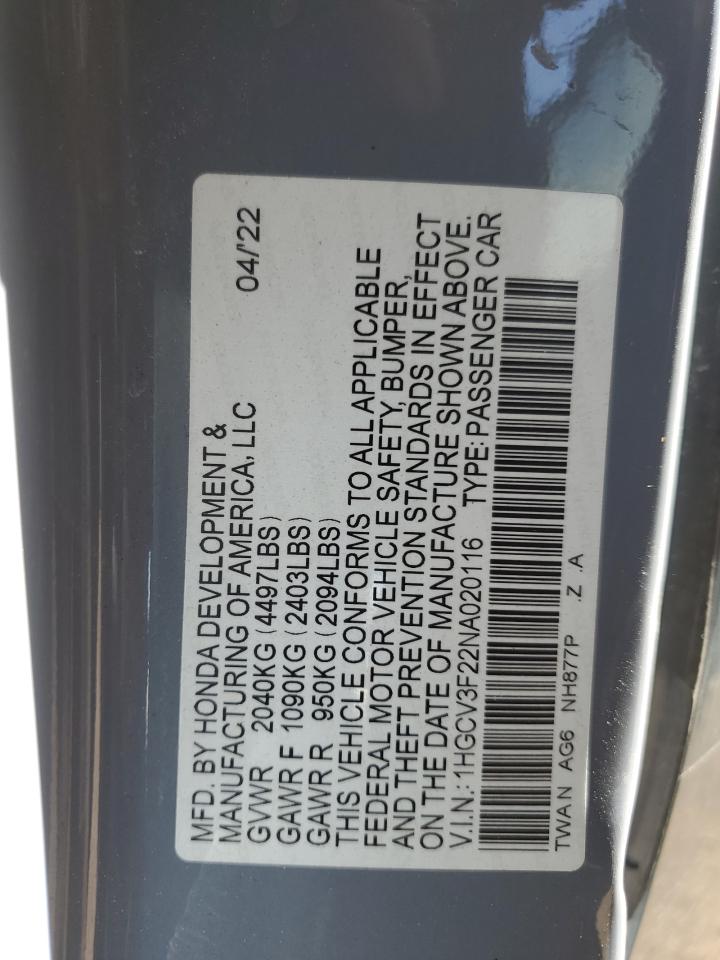 MFD. BY HONDA DEVELOPMENT &
MANUFACTURING OF AMERICA, LLC 04/'22
GVWR 2040KG (4497LBS)
GAWR F 1090KG (2403LBS)
GAWR R 950KG (2094LBS)
THIS VEHICLE CONFORMS TO ALL APPLICABLE
FEDERAL MOTOR VEHICLE SAFETY, BUMPER,
AND THEFT PREVENTION STANDARDS IN EFFECT
ON THE DATE OF MANUFACTURE SHOWN ABOVE.
V.I.N.: 1HGCV3F22NA020116 TYPE: PASSENGER CAR
TWA N AG6 NH877P .Z .A